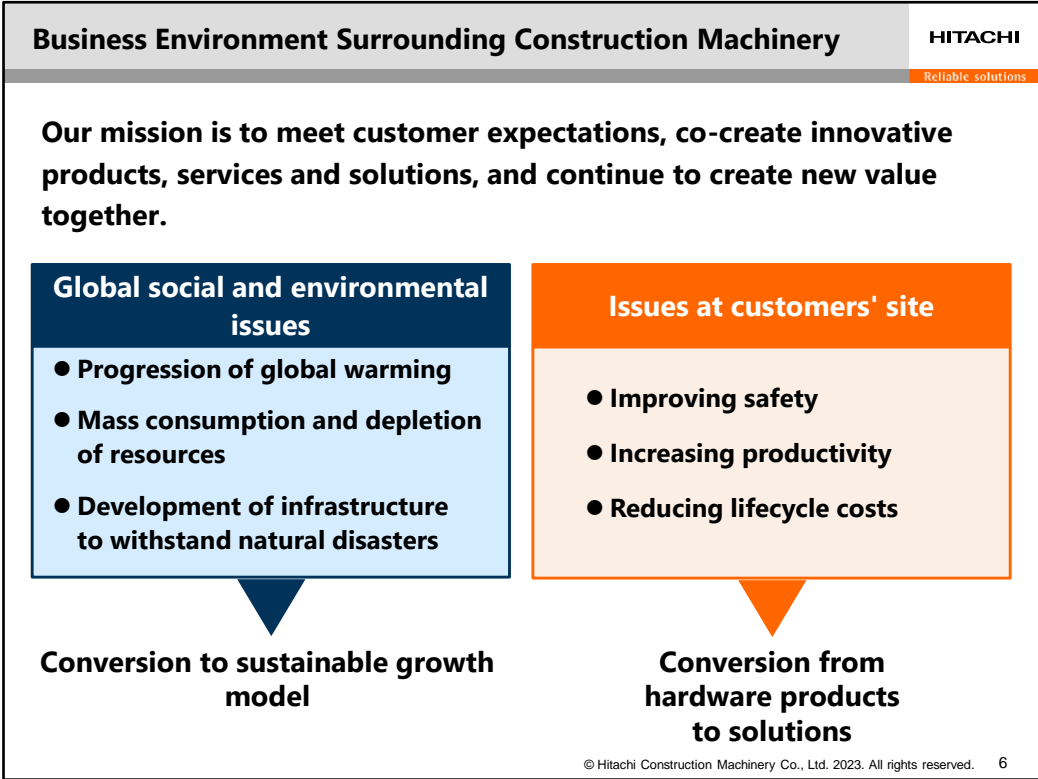 Business Environment Surrounding Construction Machinery
HITACHI
Reliable solutions
Our mission is to meet customer expectations, co-create innovative
products, services and solutions, and continue to create new value
together.
Global social and environmental
issues
● Progression of global warming
● Mass consumption and depletion
of resources
● Development of infrastructure
to withstand natural disasters
Conversion to sustainable growth
model
Issues at customers' site
● Improving safety
● Increasing productivity
● Reducing lifecycle costs
Conversion from
hardware products
to solutions
© Hitachi Construction Machinery Co., Ltd. 2023. All rights reserved. 6